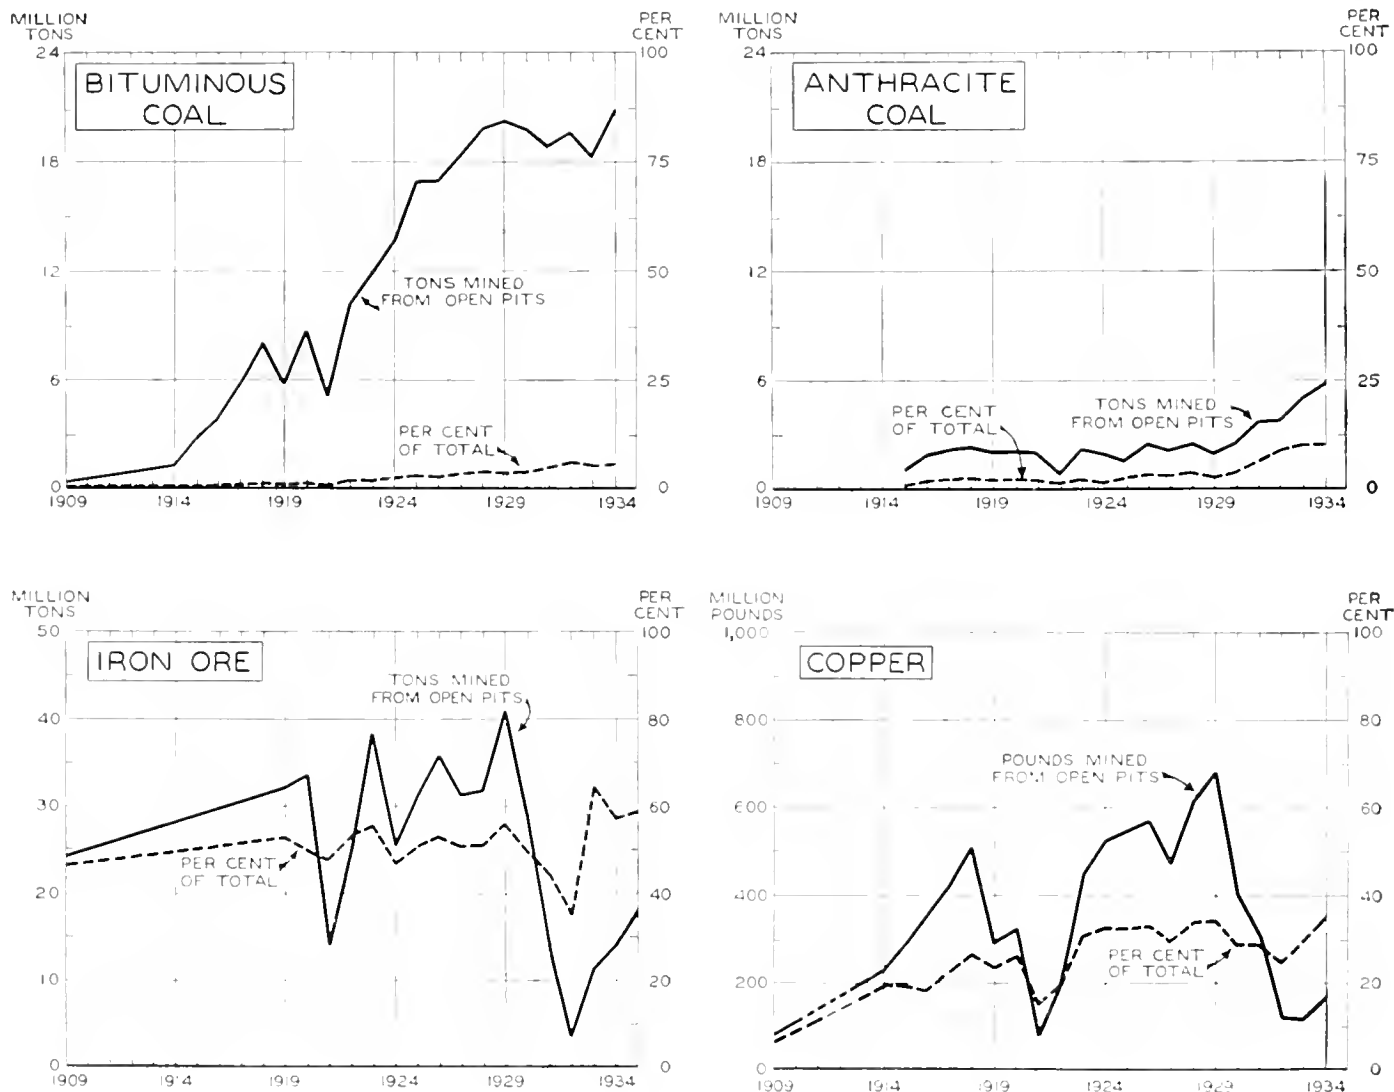 MILLION
TONS
PER
CENT
BITUMINOUS
COAL
24
18
12
6
0
100
75
50
25
0
TONS MINED
FROM OPEN PITS
PER CENT
OF TOTAL
1909
1914
1919
1924
1929
1934
MILLION
TONS
PER
CENT
ANTHRACITE
COAL
24
18
12
6
0
100
75
50
25
0
PER CENT
OF TOTAL
TONS MINED
FROM OPEN PITS
1909
1914
1919
1924
1929
1934
MILLION
TONS
PER
CENT
IRON ORE
50
40
30
20
10
0
100
80
60
40
20
0
TONS MINED
FROM OPEN PITS
PER CENT
OF TOTAL
1909
1914
1919
1924
1929
1934
MILLION
POUNDS
PER
CENT
COPPER
1,000
800
600
400
200
0
100
80
60
40
20
0
POUNDS MINED
FROM OPEN PITS
PER CENT
OF TOTAL
1909
1914
1919
1924
1929
1934